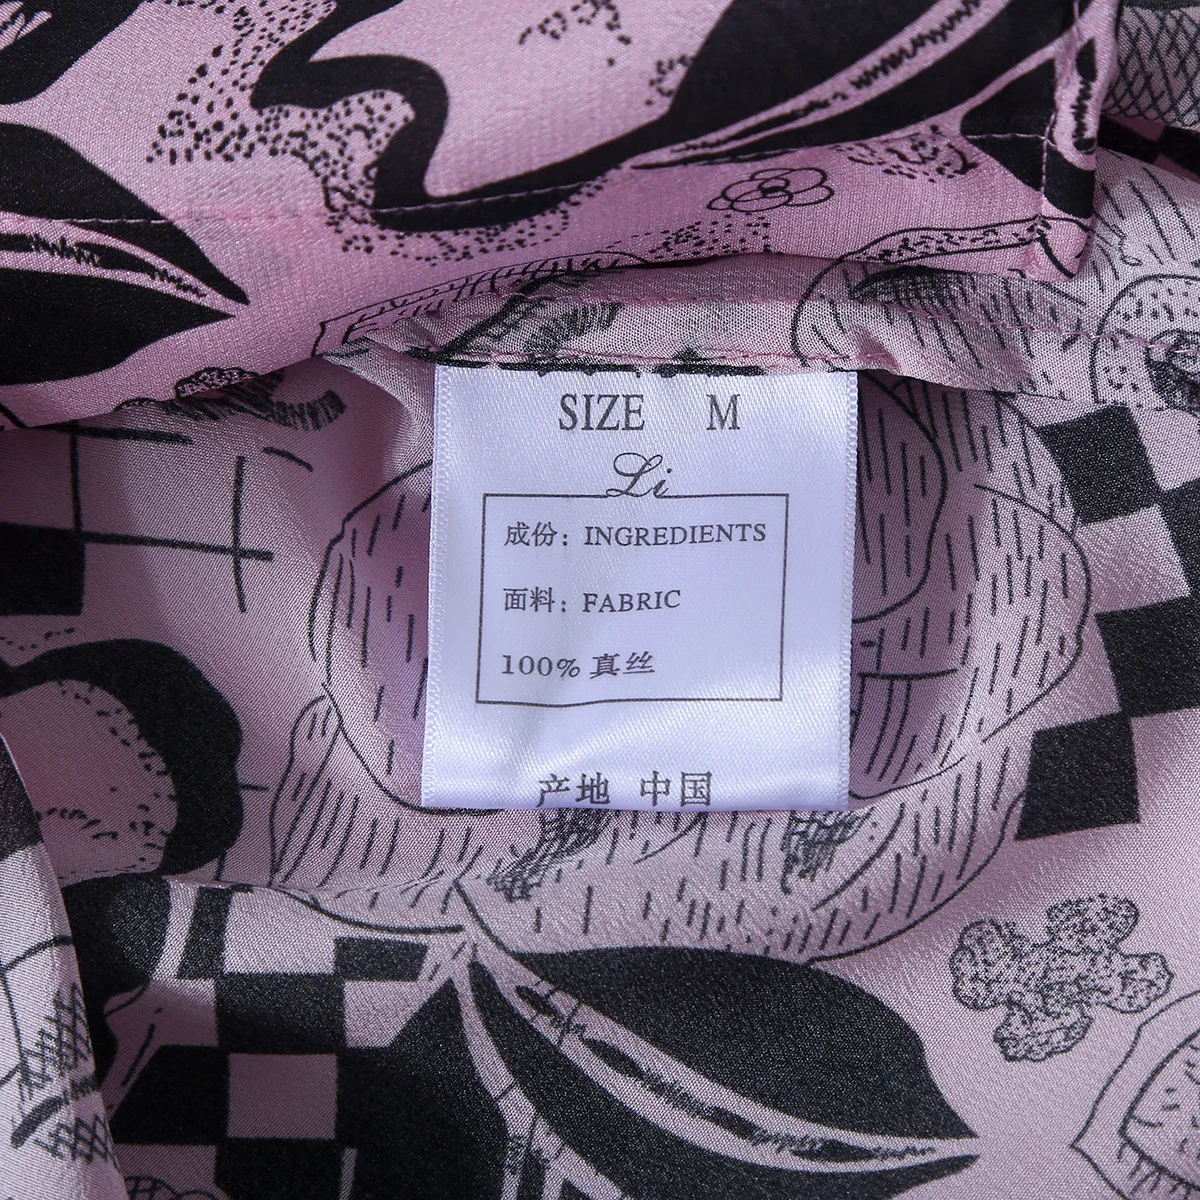 SIZE M
Li
成份: INGREDIENTS
面料: FABRIC
100% 真丝
产地 中国